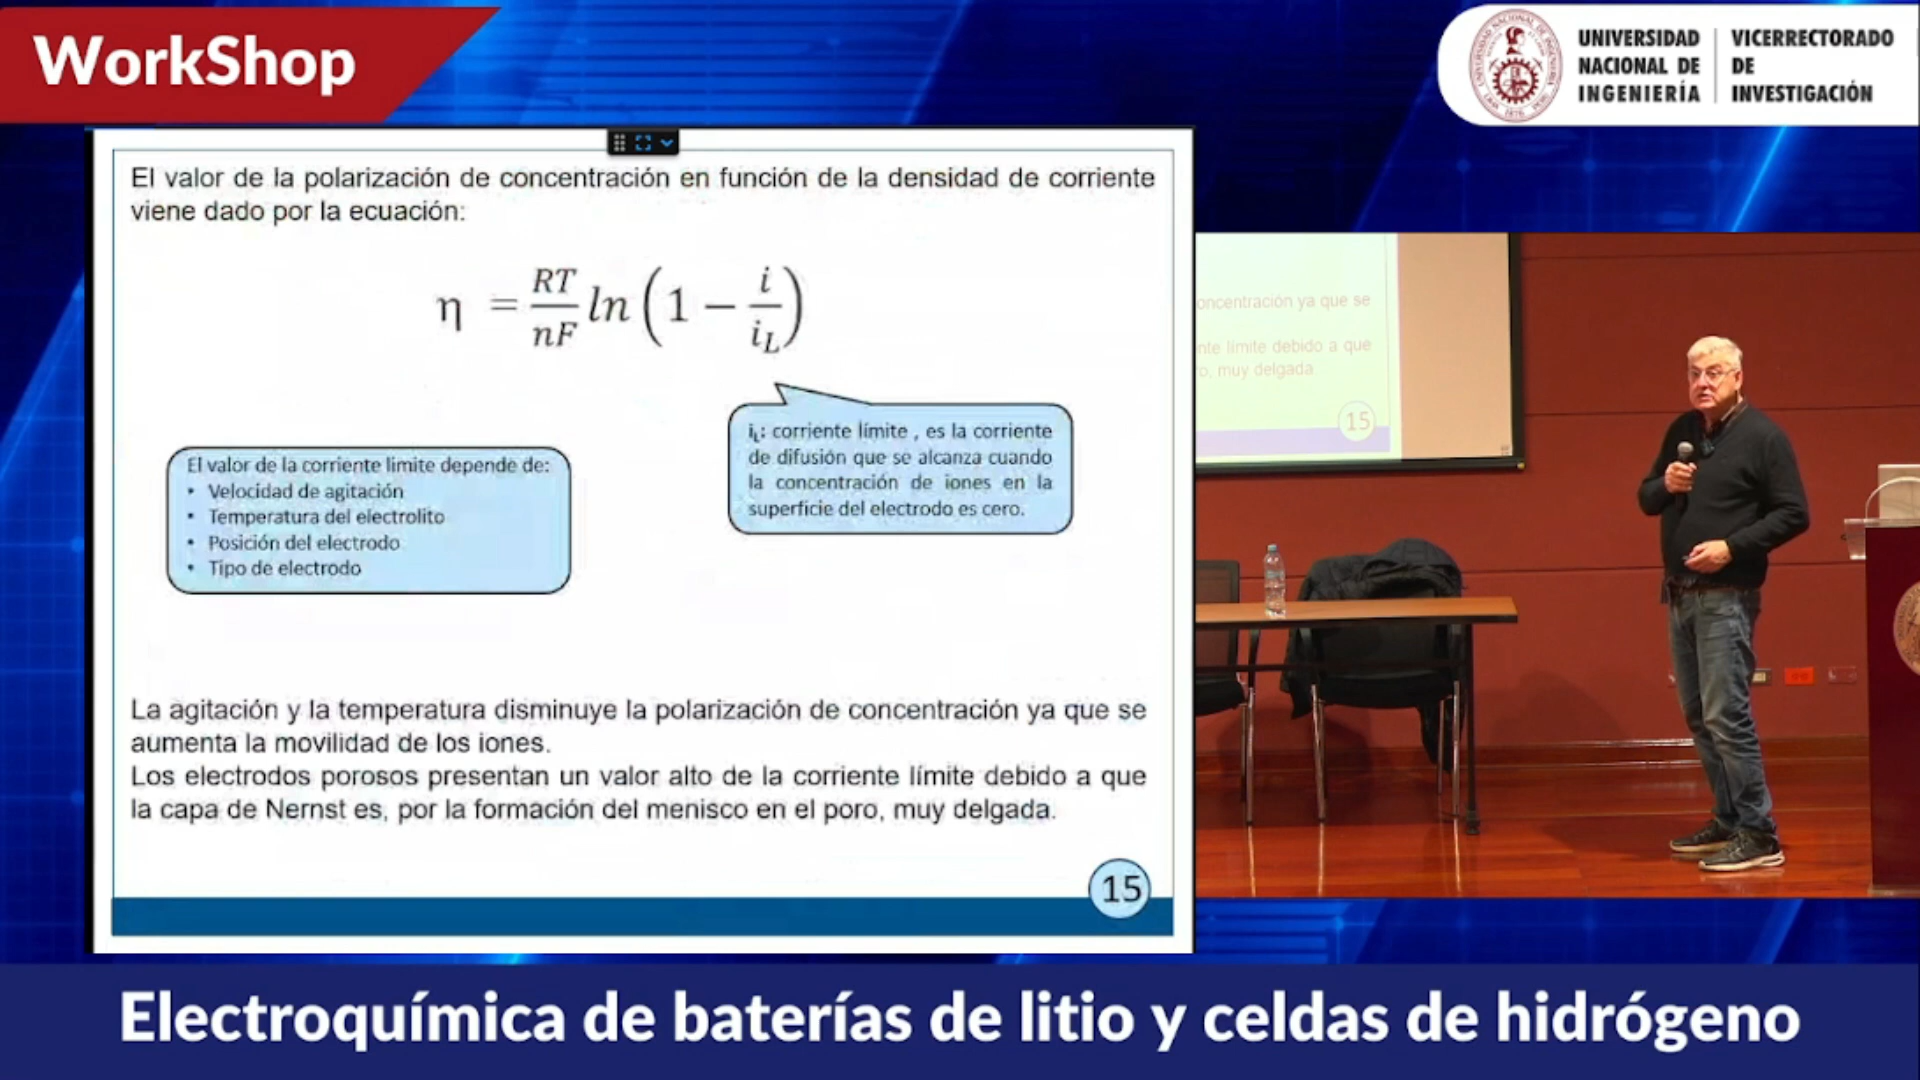 WorkShop
UNIVERSIDAD
NACIONAL DE
INGENIERÍA
VICERRECTORADO
DE
INVESTIGACIÓN
El valor de la polarización de concentración en función de la densidad de corriente
viene dado por la ecuación:
η = RT/nF ln (1 − i/i_L)
i_L: corriente límite , es la corriente
de difusión que se alcanza cuando
la concentración de iones en la
superficie del electrodo es cero.
El valor de la corriente limite depende de:
• Velocidad de agitación
• Temperatura del electrolito
• Posición del electrodo
• Tipo de electrodo
La agitación y la temperatura disminuye la polarización de concentración ya que se
aumenta la movilidad de los iones.
Los electrodos porosos presentan un valor alto de la corriente límite debido a que
la capa de Nernst es, por la formación del menisco en el poro, muy delgada.
15
oncentración ya que se
nte límite debido a que
ro, muy delgada
15
Electroquímica de baterías de litio y celdas de hidrógeno